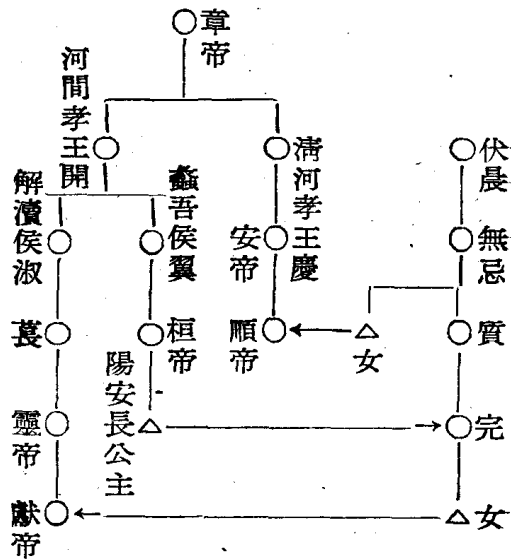 章帝
河間孝王開
清河孝王慶
伏晨
解瀆侯淑
蠡吾侯翼
安帝
無忌
萇
桓帝
順帝
女
質
靈帝
陽安長公主
完
獻帝
女